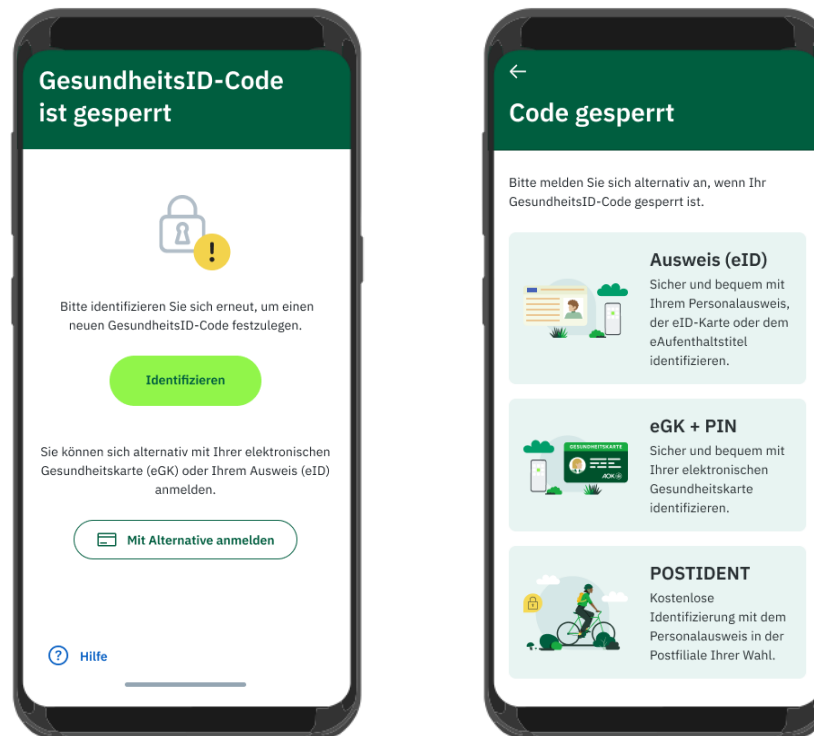 GesundheitsID-Code
ist gesperrt
Bitte identifizieren Sie sich erneut, um einen
neuen GesundheitsID-Code festzulegen.
Identifizieren
Sie können sich alternativ mit Ihrer elektronischen
Gesundheitskarte (eGK) oder Ihrem Ausweis (eID)
anmelden.
Mit Alternative anmelden
? Hilfe
Code gesperrt
Bitte melden Sie sich alternativ an, wenn Ihr
GesundheitsID-Code gesperrt ist.
Ausweis (eID)
Sicher und bequem mit
Ihrem Personalausweis,
der eID-Karte oder dem
eAufenthaltstitel
identifizieren.
GESUNDHEITSKARTE
AOK
eGK + PIN
Sicher und bequem mit
Ihrer elektronischen
Gesundheitskarte
identifizieren.
POSTIDENT
Kostenlose
Identifizierung mit dem
Personalausweis in der
Postfiliale Ihrer Wahl.